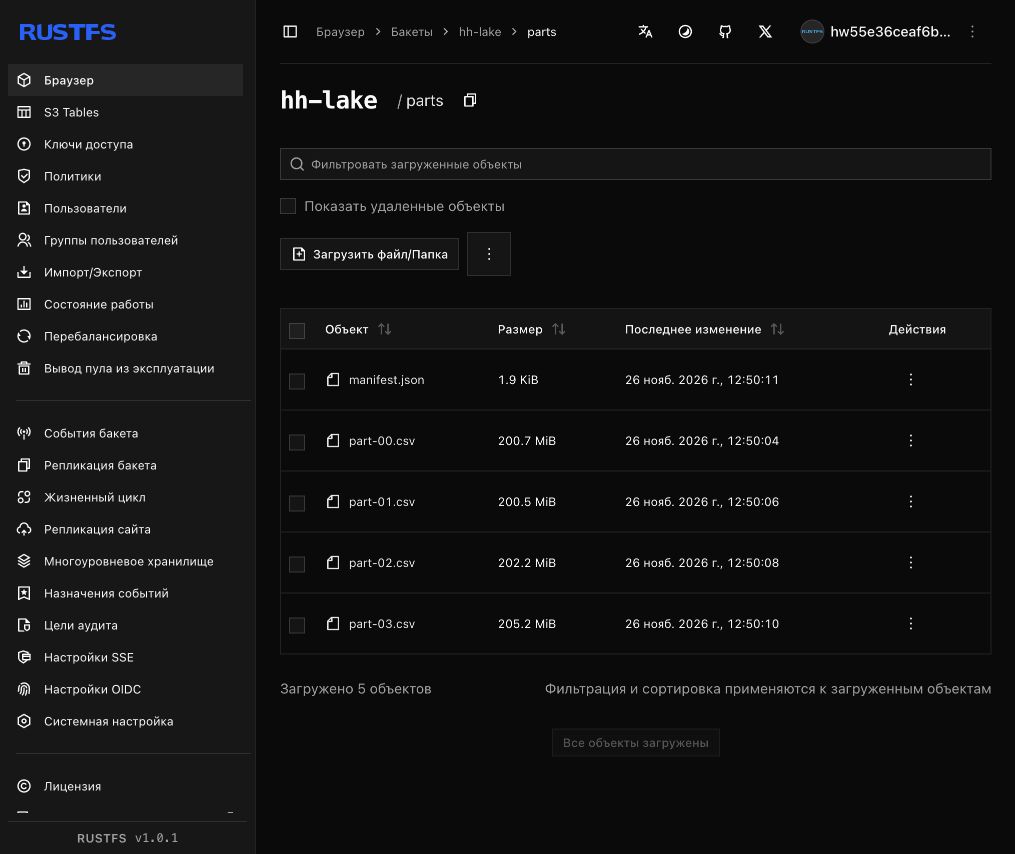 RUSTFS
Браузер
S3 Tables
Ключи доступа
Политики
Пользователи
Группы пользователей
Импорт/Экспорт
Состояние работы
Перебалансировка
Вывод пула из эксплуатации
События бакета
Репликация бакета
Жизненный цикл
Репликация сайта
Многоуровневое хранилище
Назначения событий
Цели аудита
Настройки SSE
Настройки OIDC
Системная настройка
Лицензия
RUSTFS v1.0.1
Браузер > Бакеты > hh-lake > parts
RUSTFS hw55e36ceaf6b...
hh-lake / parts
Фильтровать загруженные объекты
Показать удаленные объекты
Загрузить файл/Папка
Объект Размер Последнее изменение Действия
manifest.json 1.9 KiB 26 нояб. 2026 г., 12:50:11
part-00.csv 200.7 MiB 26 нояб. 2026 г., 12:50:04
part-01.csv 200.5 MiB 26 нояб. 2026 г., 12:50:06
part-02.csv 202.2 MiB 26 нояб. 2026 г., 12:50:08
part-03.csv 205.2 MiB 26 нояб. 2026 г., 12:50:10
Загружено 5 объектов Фильтрация и сортировка применяются к загруженным объектам
Все объекты загружены